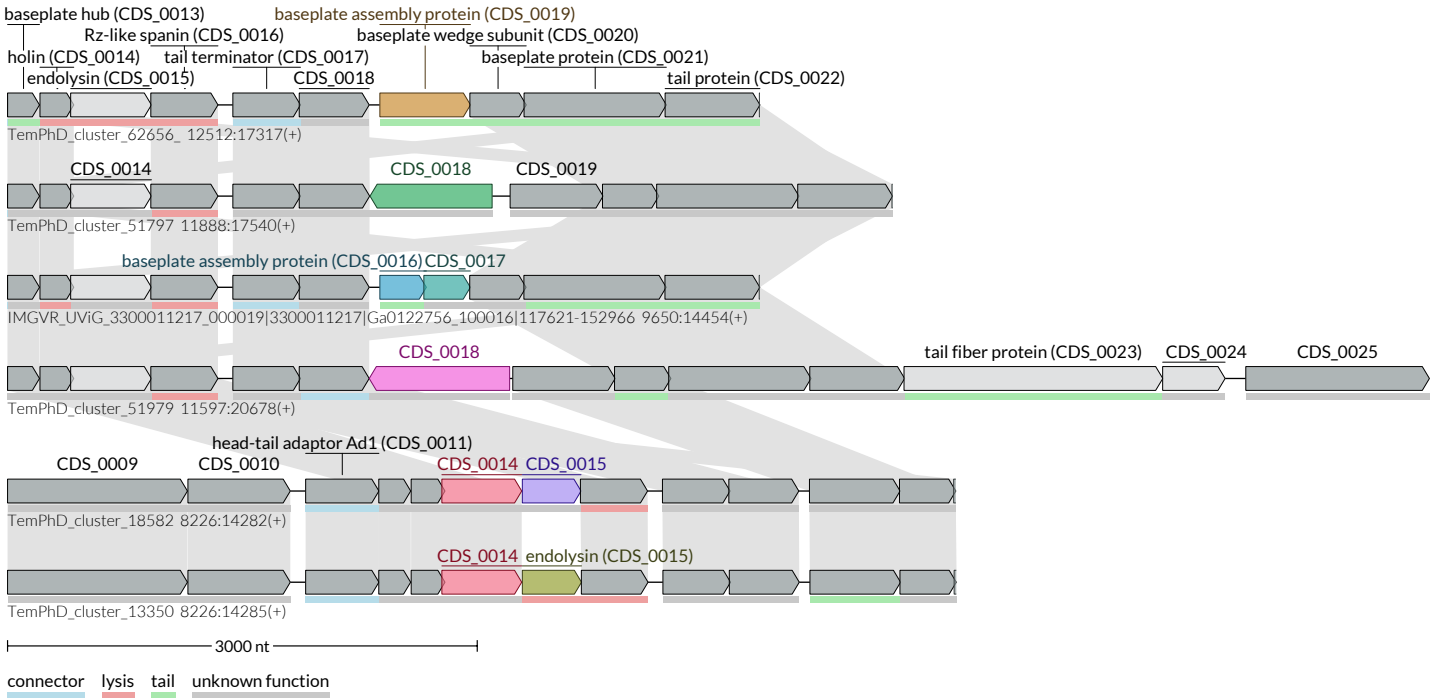 baseplate hub (CDS_0013)
baseplate assembly protein (CDS_0019)
Rz-like spanin (CDS_0016)
baseplate wedge subunit (CDS_0020)
holin (CDS_0014)
tail terminator (CDS_0017)
baseplate protein (CDS_0021)
endolysin (CDS_0015)
CDS_0018
tail protein (CDS_0022)
TemPhD_cluster_62656_ 12512:17317(+)
CDS_0014
CDS_0018
CDS_0019
TemPhD_cluster_51797 11888:17540(+)
baseplate assembly protein (CDS_0016)
CDS_0017
IMGVR_UViG_3300011217_000019|3300011217|Ga0122756_100016|117621-152966 9650:14454(+)
CDS_0018
tail fiber protein (CDS_0023)
CDS_0024
CDS_0025
TemPhD_cluster_51979 11597:20678(+)
head-tail adaptor Ad1 (CDS_0011)
CDS_0009
CDS_0010
CDS_0014
CDS_0015
TemPhD_cluster_18582 8226:14282(+)
CDS_0014
endolysin (CDS_0015)
TemPhD_cluster_13350 8226:14285(+)
3000 nt
connector
lysis
tail
unknown function